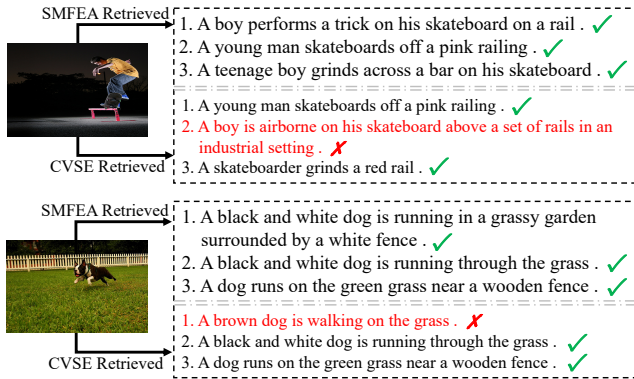 SMFEA Retrieved
1. A boy performs a trick on his skateboard on a rail .
2. A young man skateboards off a pink railing .
3. A teenage boy grinds across a bar on his skateboard .
1. A young man skateboards off a pink railing .
2. A boy is airborne on his skateboard above a set of rails in an
industrial setting .
3. A skateboarder grinds a red rail .
CVSE Retrieved
SMFEA Retrieved
1. A black and white dog is running in a grassy garden
surrounded by a white fence .
2. A black and white dog is running through the grass .
3. A dog runs on the green grass near a wooden fence .
1. A brown dog is walking on the grass .
2. A black and white dog is running through the grass .
3. A dog runs on the green grass near a wooden fence .
CVSE Retrieved